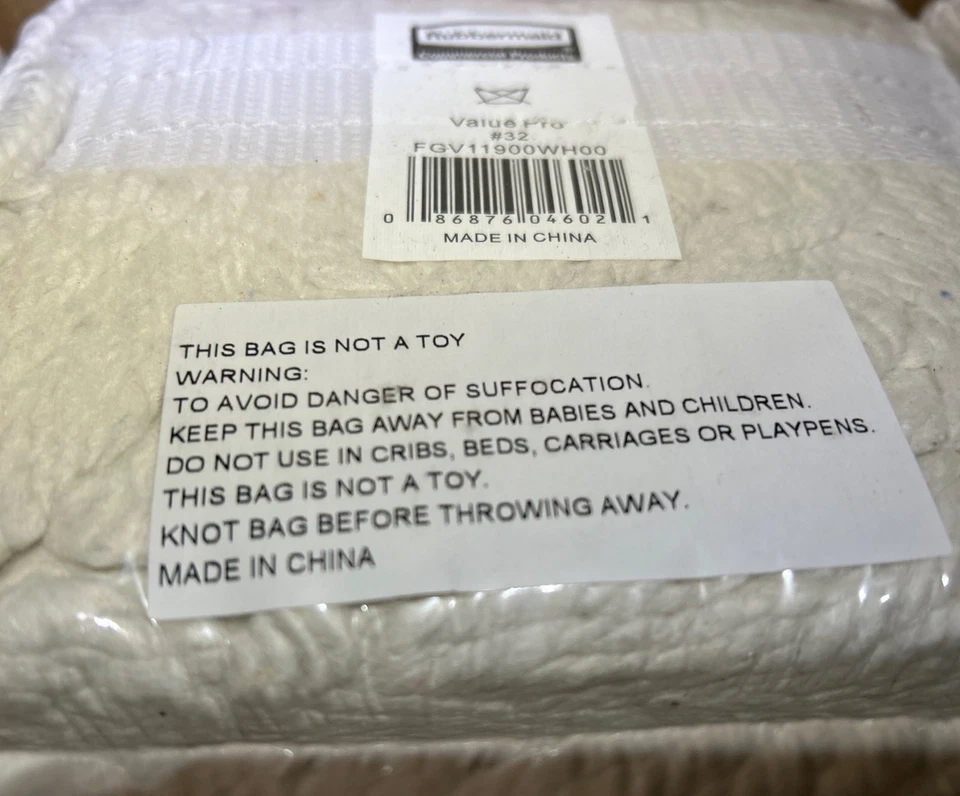 Rubbermaid
Commercial Products
Value Pro
#32
FGV11900WH00
0 86876 04602 1
MADE IN CHINA
THIS BAG IS NOT A TOY
WARNING:
TO AVOID DANGER OF SUFFOCATION.
KEEP THIS BAG AWAY FROM BABIES AND CHILDREN.
DO NOT USE IN CRIBS, BEDS, CARRIAGES OR PLAYPENS.
THIS BAG IS NOT A TOY.
KNOT BAG BEFORE THROWING AWAY.
MADE IN CHINA